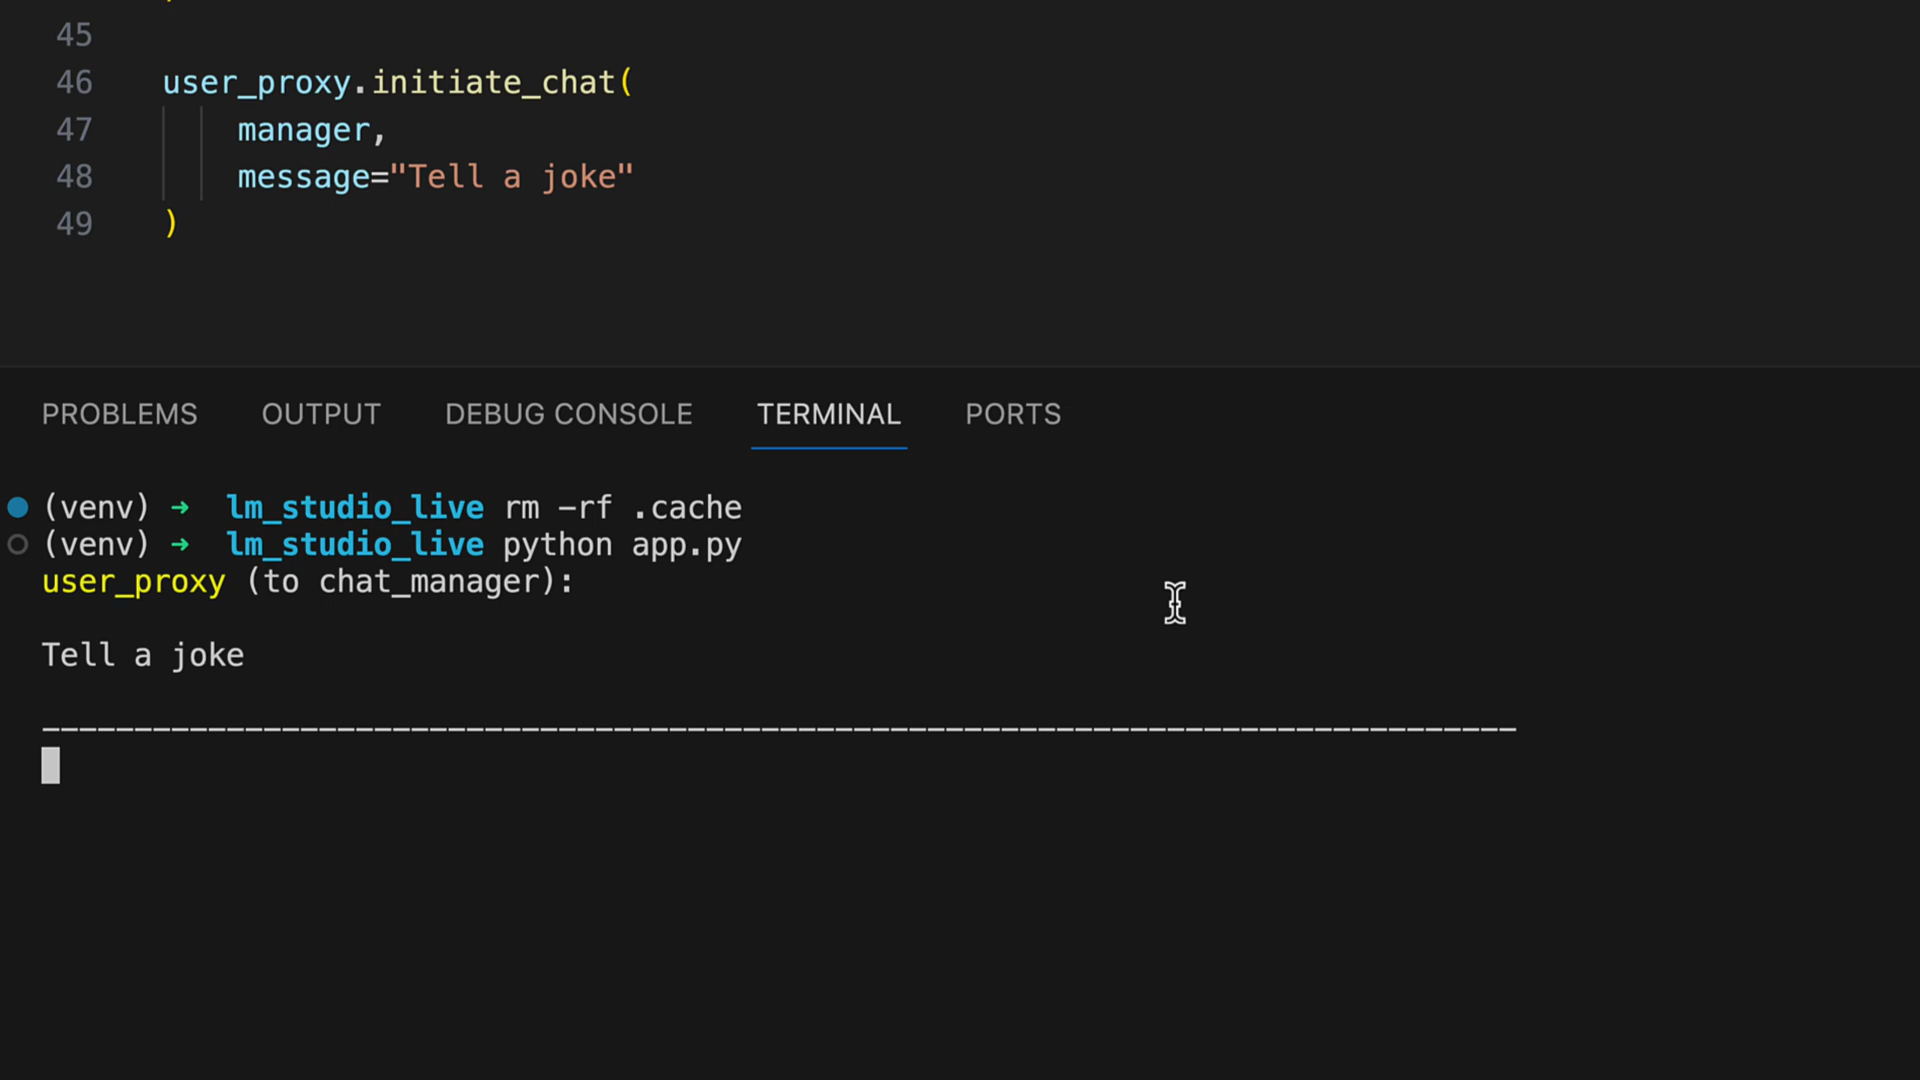 45
46 user_proxy.initiate_chat(
47 manager,
48 message="Tell a joke"
49 )
PROBLEMS OUTPUT DEBUG CONSOLE TERMINAL PORTS
(venv) ➜ lm_studio_live rm -rf .cache
(venv) ➜ lm_studio_live python app.py
user_proxy (to chat_manager):
Tell a joke
--------------------------------------------------------------------------------